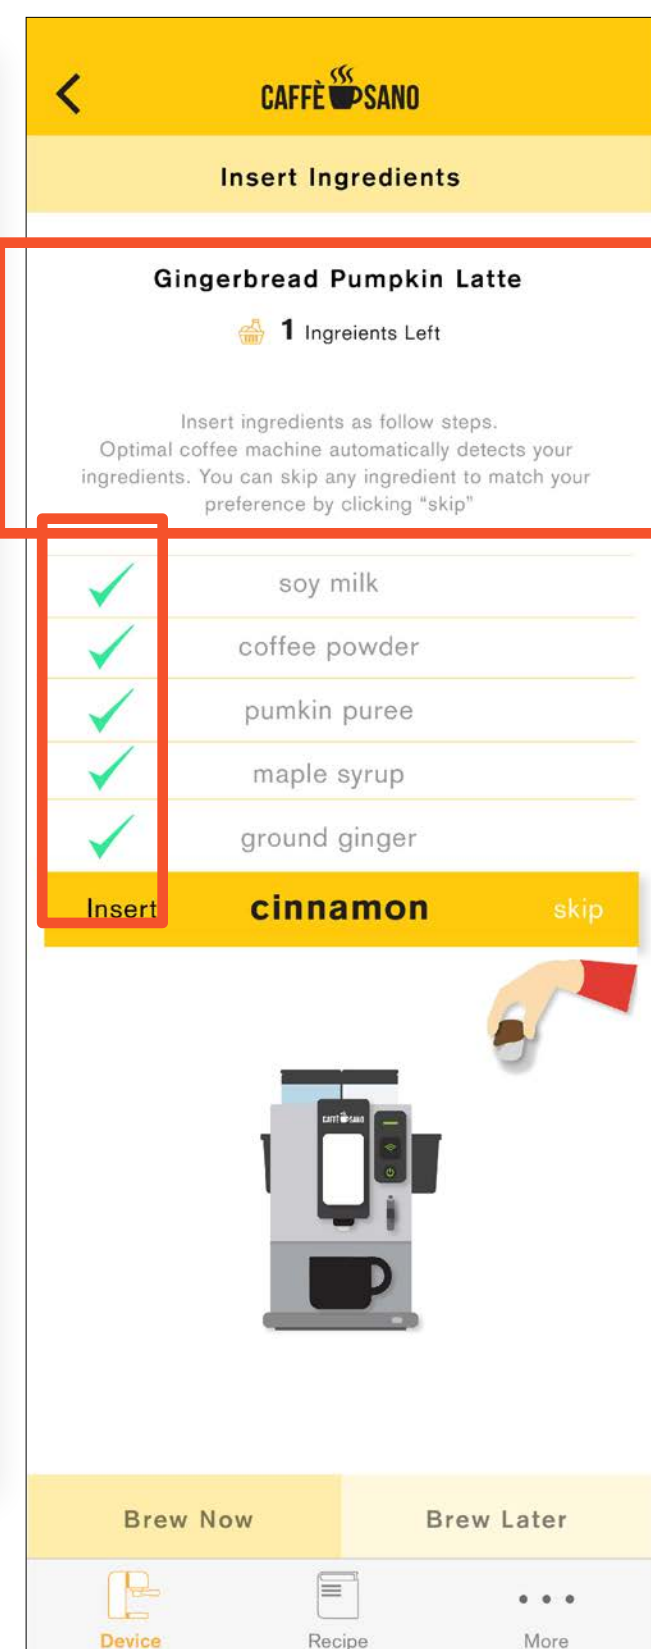 CAFFÈ SANO
Insert Ingredients
Gingerbread Pumpkin Latte
1 Ingreients Left
Insert ingredients as follow steps.
Optimal coffee machine automatically detects your
ingredients. You can skip any ingredient to match your
preference by clicking “skip”
soy milk
coffee powder
pumkin puree
maple syrup
ground ginger
Insert cinnamon skip
CAFFÈ SANO
Brew Now Brew Later
Device Recipe More